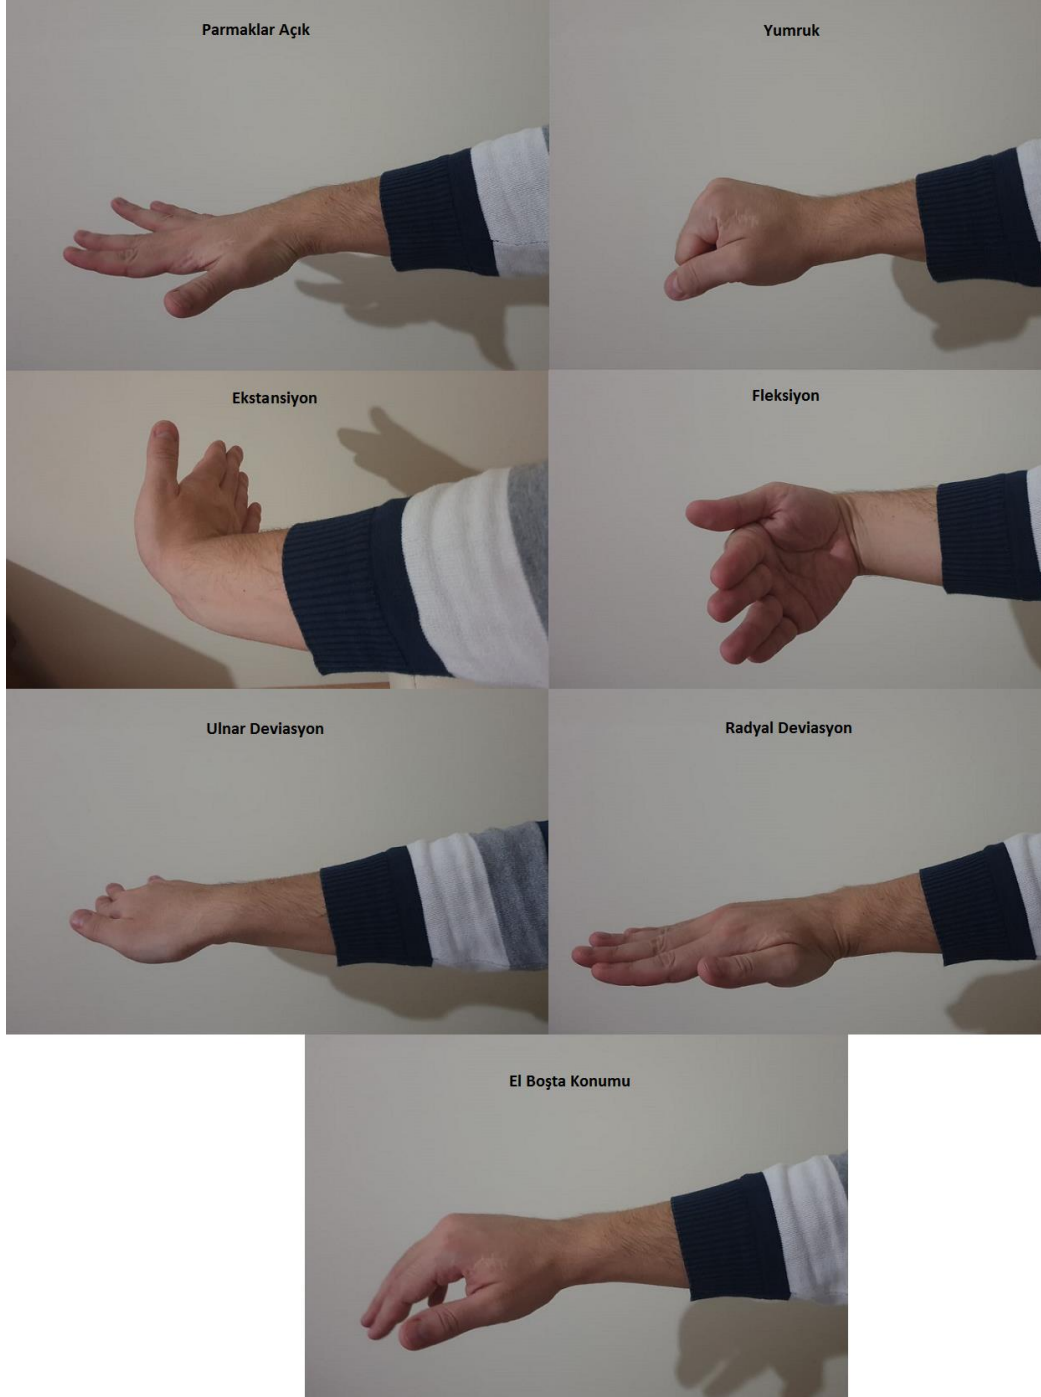 Parmaklar Açık
Yumruk
Ekstansiyon
Fleksiyon
Ulnar Deviasyon
Radyal Deviasyon
El Boşta Konumu